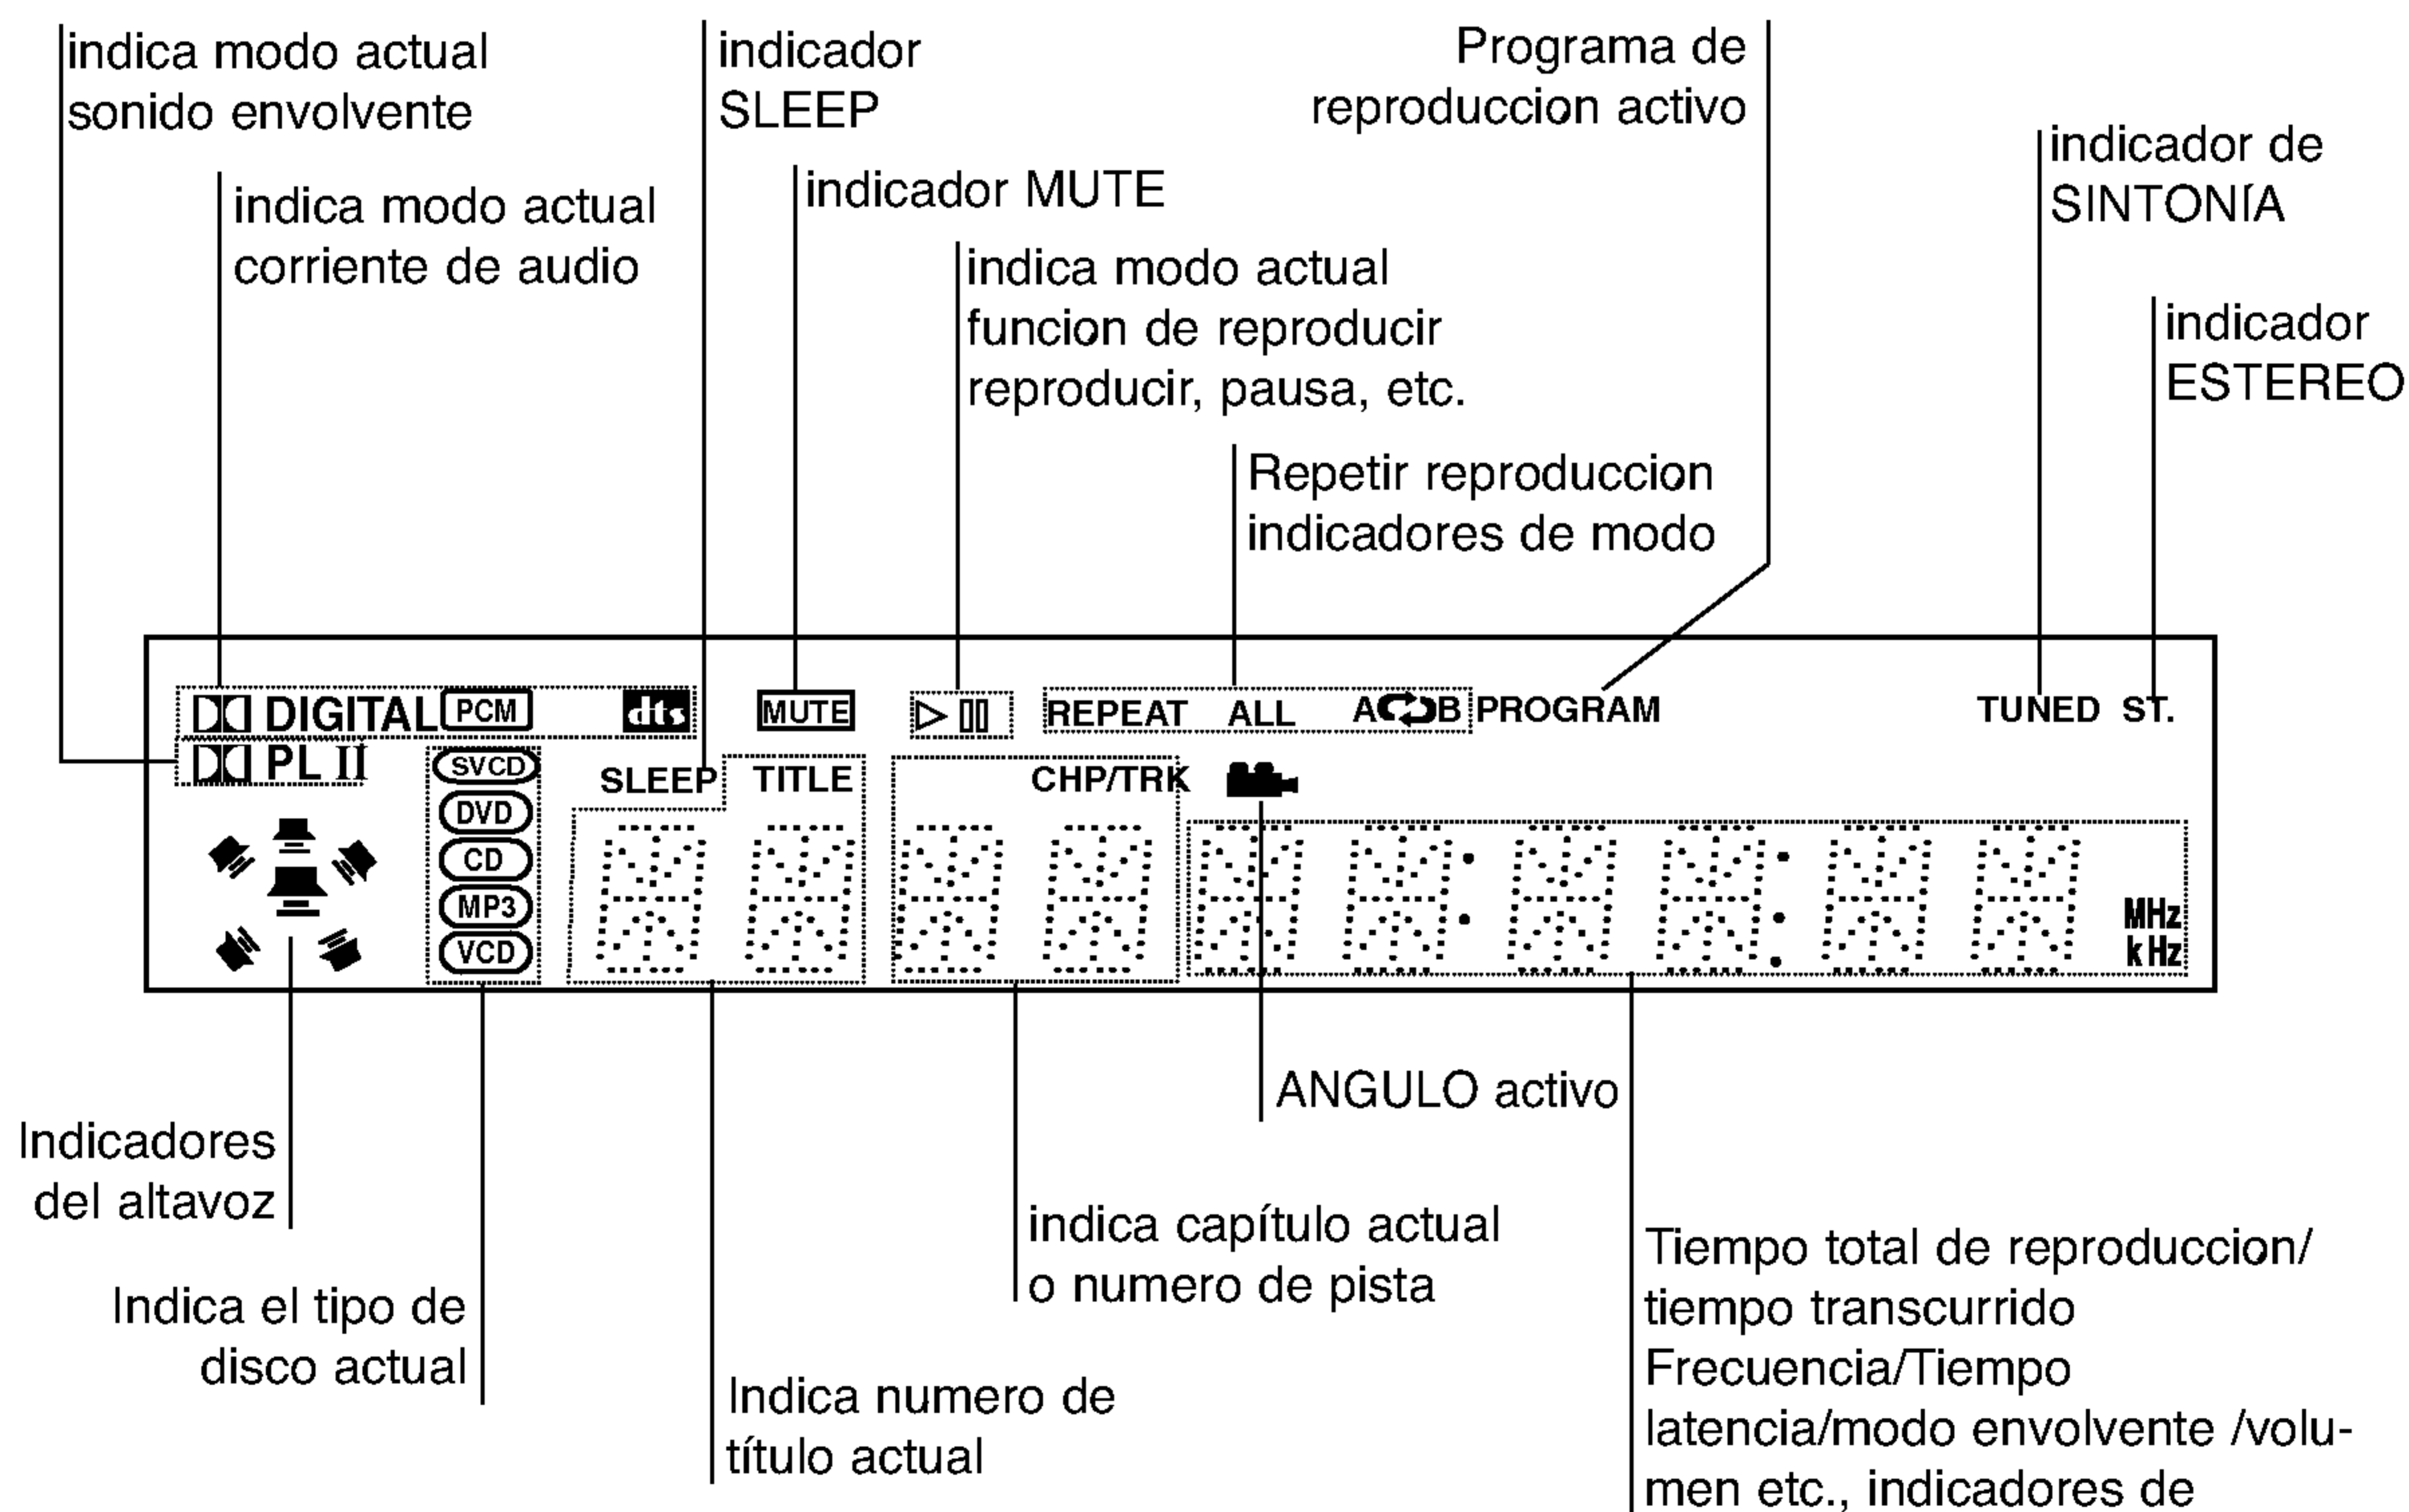 indica modo actual
sonido envolvente
indicador
SLEEP
Programa de
reproduccion activo
indicador de
SINTONÍA
indica modo actual
corriente de audio
indicador MUTE
indica modo actual
funcion de reproducir
reproducir, pausa, etc.
indicador
ESTEREO
Repetir reproduccion
indicadores de modo
DIGITAL PCM dts MUTE REPEAT ALL A B PROGRAM TUNED ST.
PL II
SVCD SLEEP TITLE CHP/TRK
DVD
CD
MP3 MHz
VCD kHz
ANGULO activo
Indicadores
del altavoz
indica capítulo actual
o numero de pista
Indica el tipo de
disco actual
Indica numero de
título actual
Tiempo total de reproduccion/
tiempo transcurrido
Frecuencia/Tiempo
latencia/modo envolvente /volu-
men etc., indicadores de